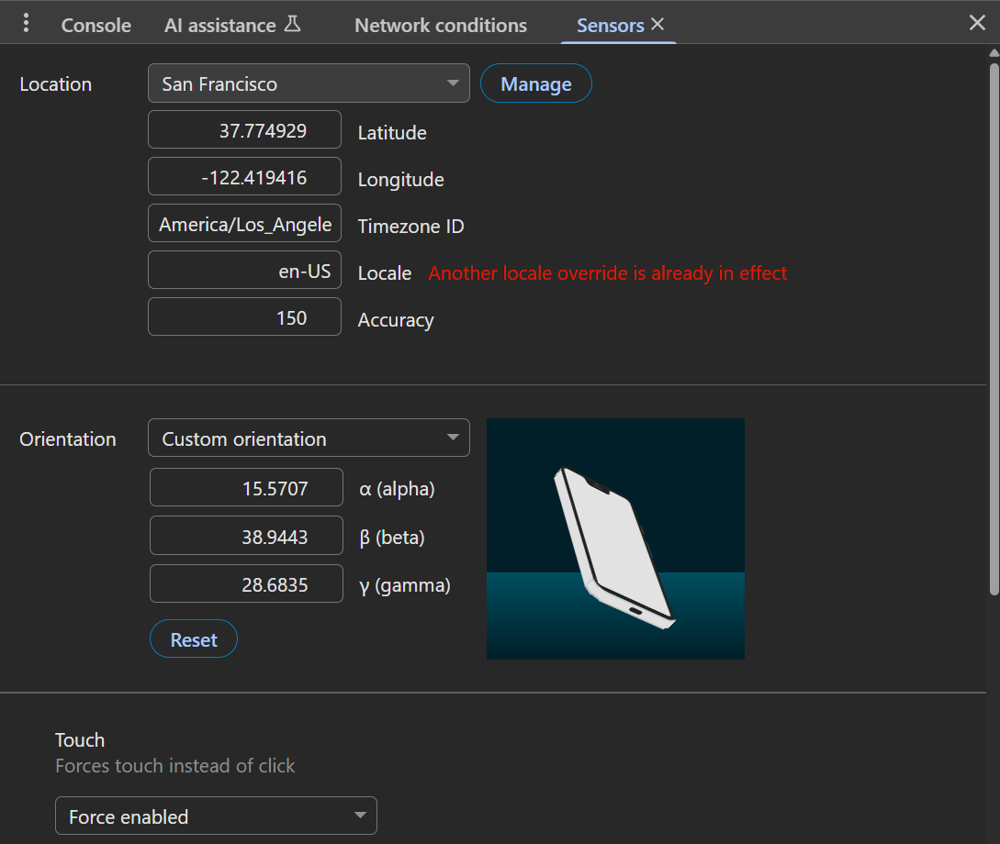 Console AI assistance Network conditions Sensors
Location San Francisco Manage
37.774929 Latitude
-122.419416 Longitude
America/Los_Angele Timezone ID
en-US Locale Another locale override is already in effect
150 Accuracy
Orientation Custom orientation
15.5707 α (alpha)
38.9443 β (beta)
28.6835 γ (gamma)
Reset
Touch
Forces touch instead of click
Force enabled